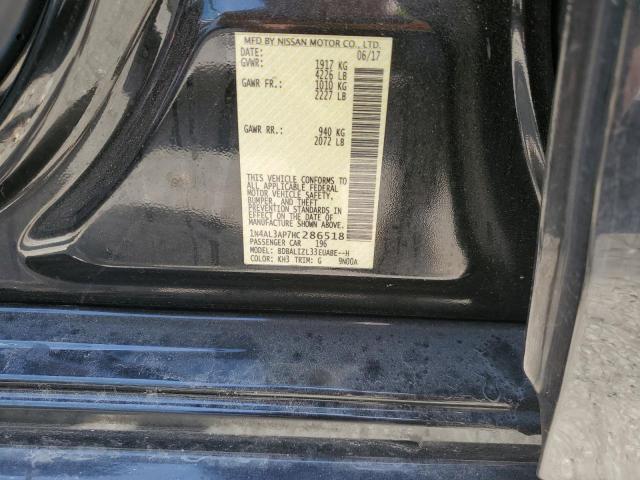 MFD BY NISSAN MOTOR CO., LTD.
DATE: 06/17
GVWR: 1917 KG
4226 LB
GAWR FR.: 1010 KG
2227 LB
GAWR RR.: 940 KG
2072 LB
THIS VEHICLE CONFORMS TO
ALL APPLICABLE FEDERAL
MOTOR VEHICLE SAFETY,
BUMPER, AND THEFT
PREVENTION STANDARDS IN
EFFECT ON THE DATE OF
MANUFACTURE SHOWN ABOVE.
1N4AL3AP7HC286518
PASSENGER CAR 196
MODEL: BDBALIZL33EUABE--H
COLOR: KH3 TRIM: G 9N00A